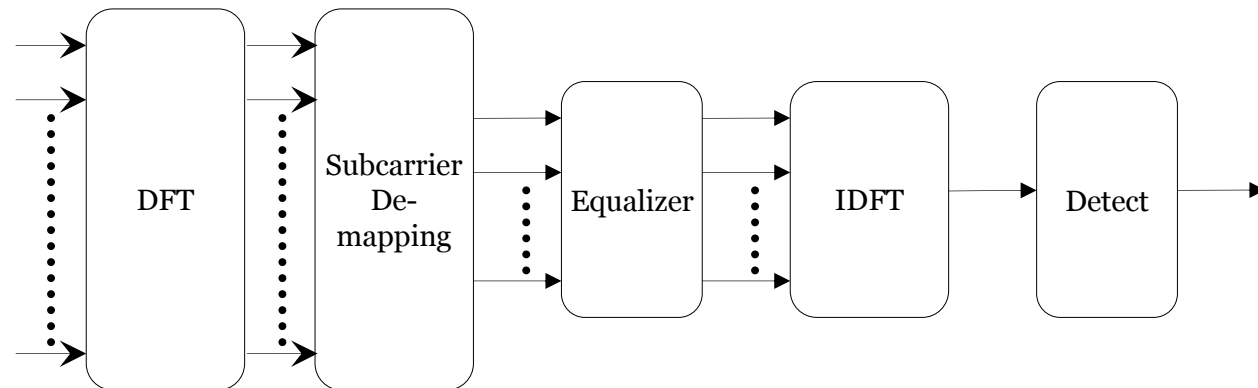 DFT
Subcarrier
De-
mapping
Equalizer
IDFT
Detect